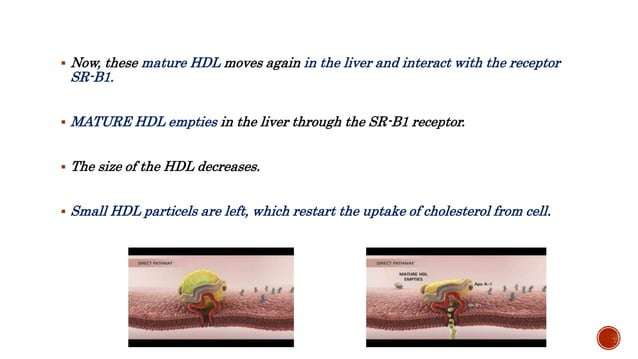 Now, these mature HDL moves again in the liver and interact with the receptor
SR-B1.
MATURE HDL empties in the liver through the SR-B1 receptor.
The size of the HDL decreases.
Small HDL particels are left, which restart the uptake of cholesterol from cell.
DIRECT PATHWAY
DIRECT PATHWAY
MATURE HDL
EMPTIES
Apo A-I